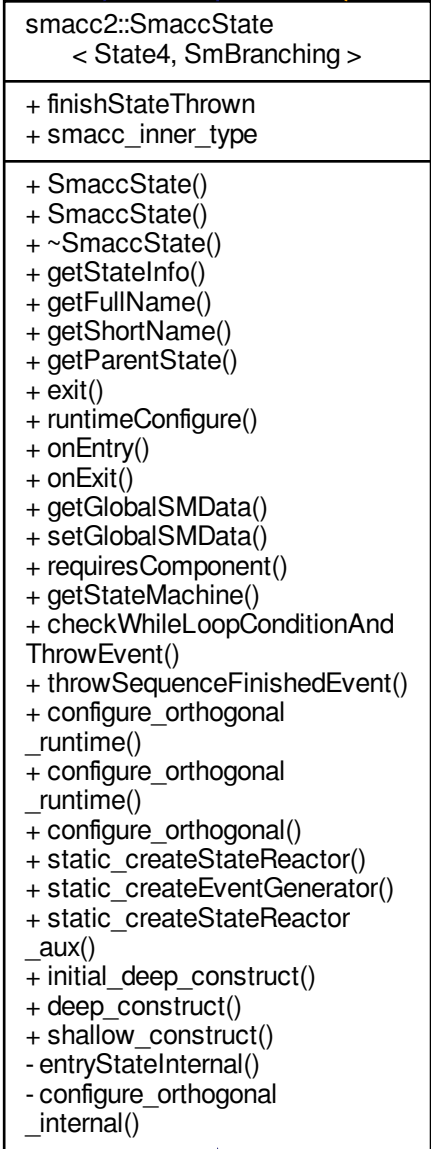 smacc2::SmaccState
< State4, SmBranching >
+ finishStateThrown
+ smacc_inner_type
+ SmaccState()
+ SmaccState()
+ ~SmaccState()
+ getStateInfo()
+ getFullName()
+ getShortName()
+ getParentState()
+ exit()
+ runtimeConfigure()
+ onEntry()
+ onExit()
+ getGlobalSMData()
+ setGlobalSMData()
+ requiresComponent()
+ getStateMachine()
+ checkWhileLoopConditionAnd
ThrowEvent()
+ throwSequenceFinishedEvent()
+ configure_orthogonal
_runtime()
+ configure_orthogonal
_runtime()
+ configure_orthogonal()
+ static_createStateReactor()
+ static_createEventGenerator()
+ static_createStateReactor
_aux()
+ initial_deep_construct()
+ deep_construct()
+ shallow_construct()
- entryStateInternal()
- configure_orthogonal
_internal()